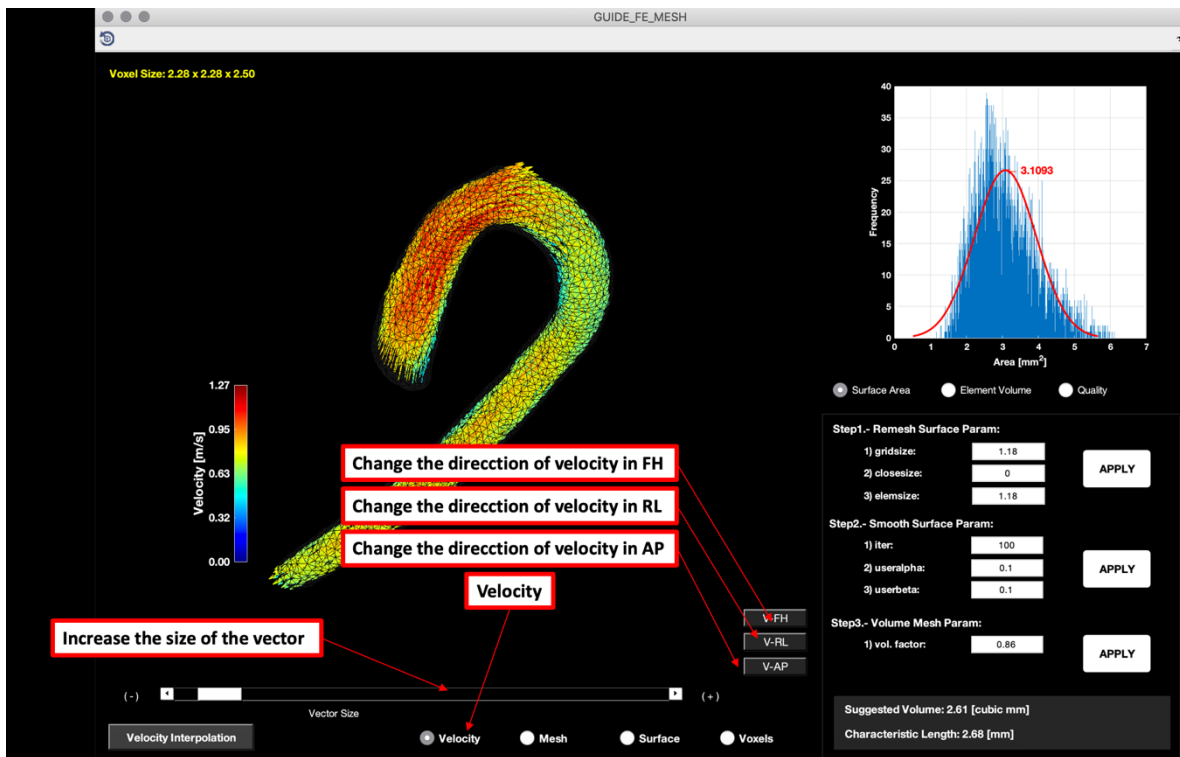 GUIDE_FE_MESH
Voxel Size: 2.28 x 2.28 x 2.50
40
35
30
25
20
15
10
5
0
Frequency
3.1093
0 1 2 3 4 5 6 7
Area [mm2]
Surface Area Element Volume Quality
1.27
0.95
0.63
0.32
0.00
Velocity [m/s]
Change the direcction of velocity in FH
Change the direcction of velocity in RL
Change the direcction of velocity in AP
Velocity
Increase the size of the vector
V-FH
V-RL
V-AP
(-) (+)
Vector Size
Velocity Interpolation
Velocity Mesh Surface Voxels
Step1.- Remesh Surface Param:
1) gridsize: 1.18
2) closesize: 0
3) elemsize: 1.18
APPLY
Step2.- Smooth Surface Param:
1) iter: 100
2) useralpha: 0.1
3) userbeta: 0.1
APPLY
Step3.- Volume Mesh Param:
1) vol. factor: 0.86
APPLY
Suggested Volume: 2.61 [cubic mm]
Characteristic Length: 2.68 [mm]